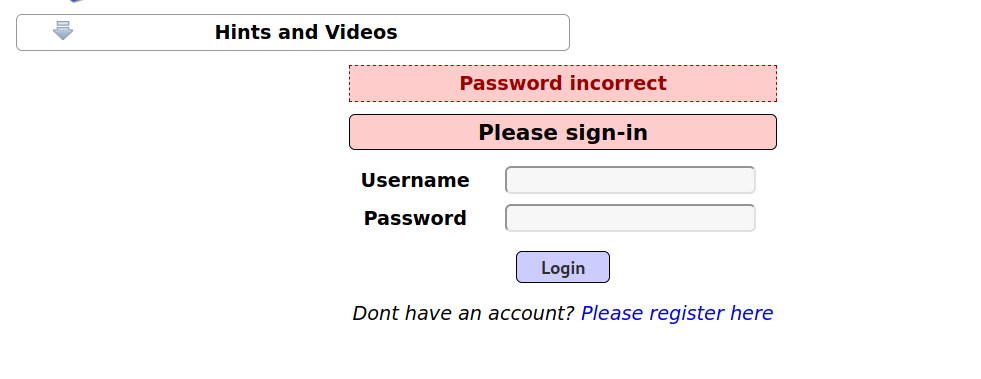 Hints and Videos
Password incorrect
Please sign-in
Username
Password
Login
Dont have an account? Please register here